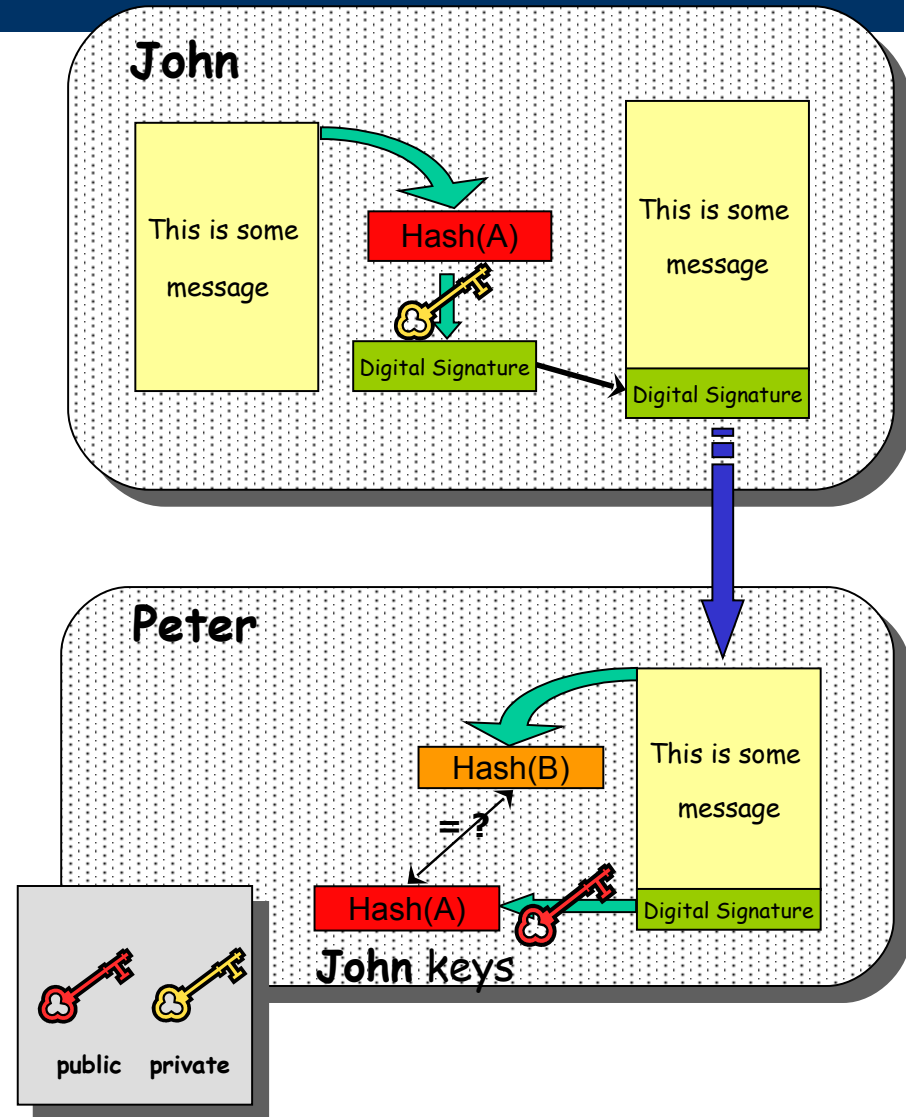 John
This is some
message
Hash(A)
Digital Signature
This is some
message
Digital Signature
Peter
Hash(B)
= ?
Hash(A)
This is some
message
Digital Signature
John keys
public private